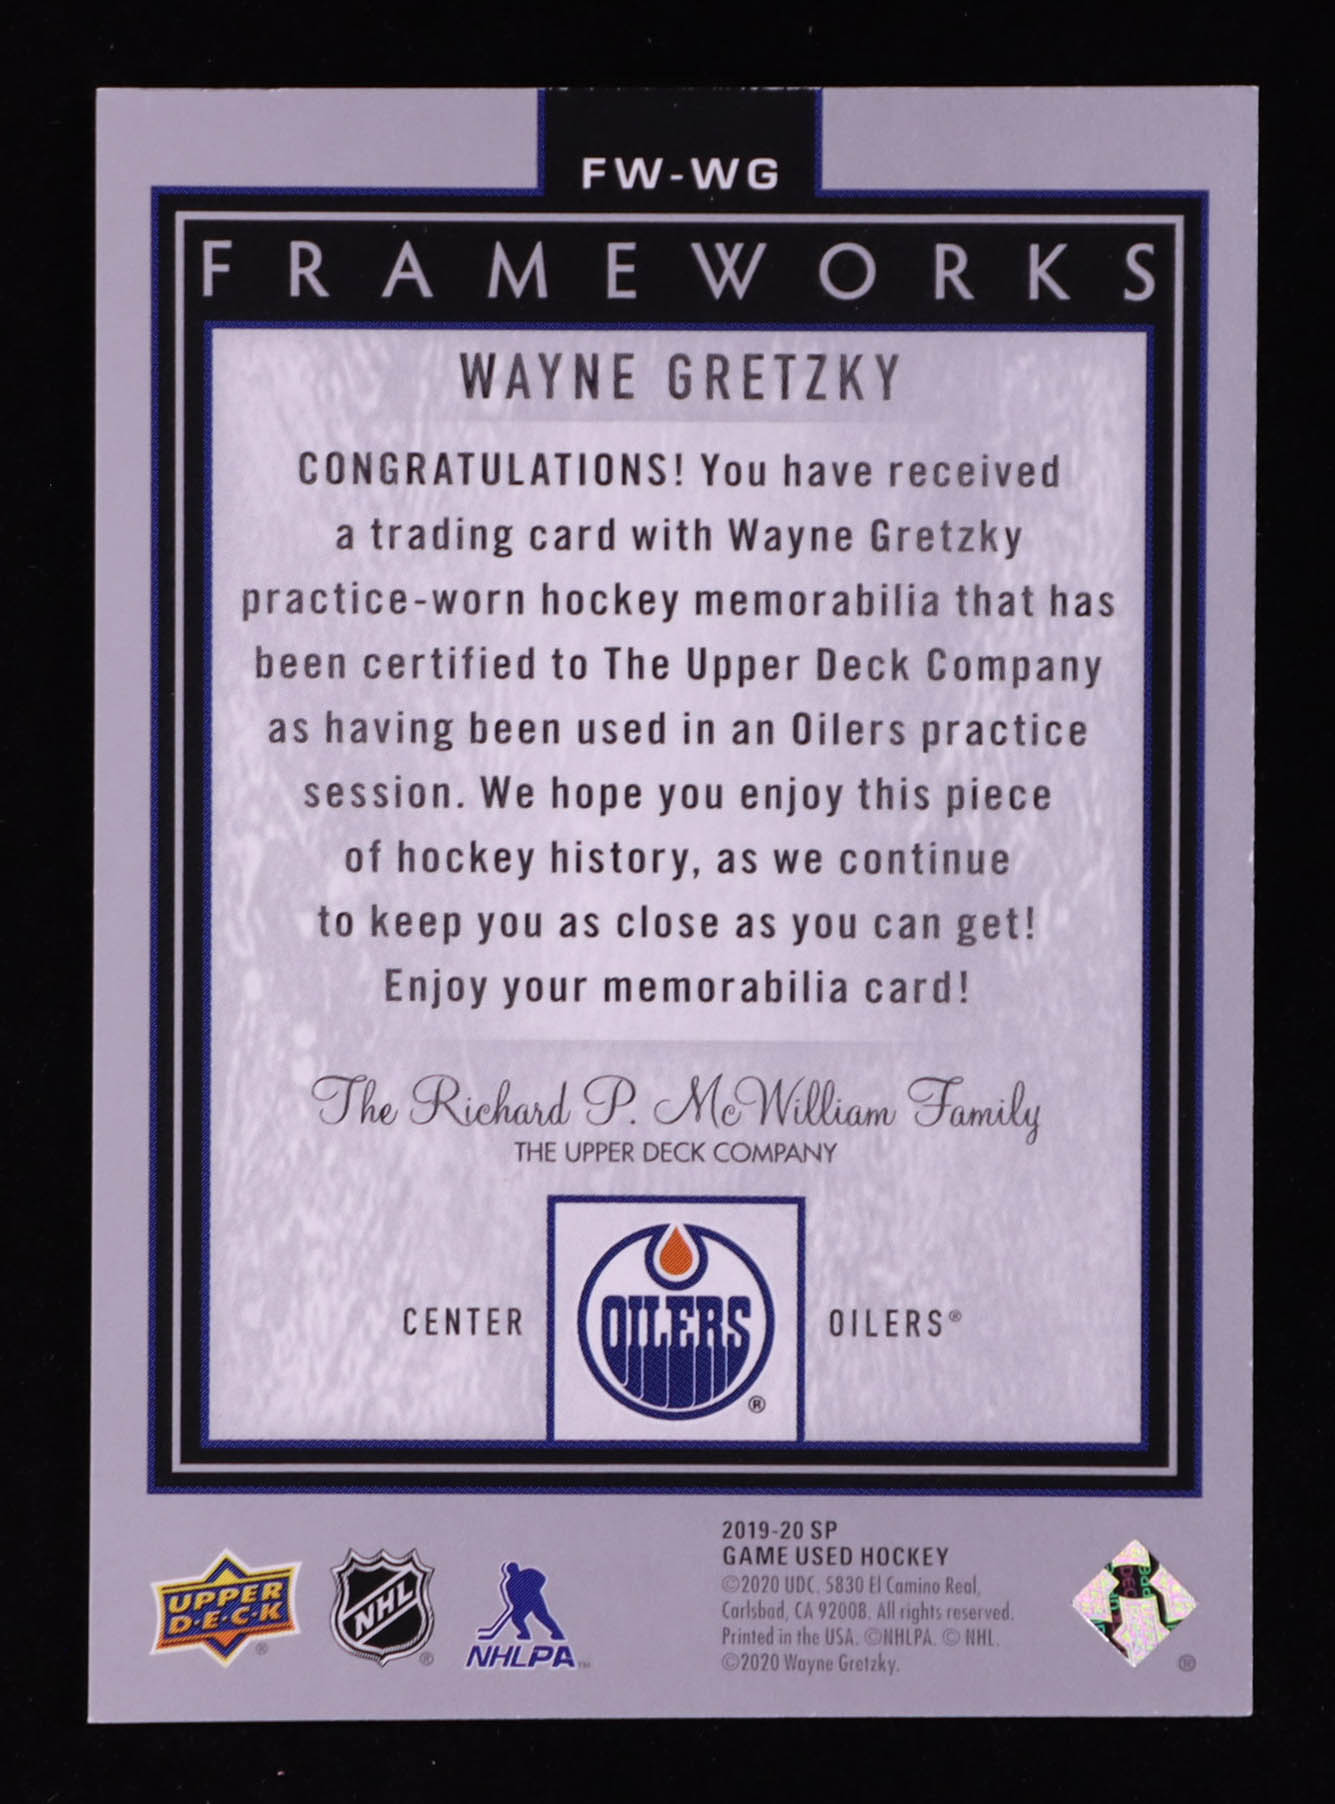 FW-WG
FRAMEWORKS
WAYNE GRETZKY
CONGRATULATIONS! You have received
a trading card with Wayne Gretzky
practice-worn hockey memorabilia that has
been certified to The Upper Deck Company
as having been used in an Oilers practice
session. We hope you enjoy this piece
of hockey history, as we continue
to keep you as close as you can get!
Enjoy your memorabilia card!
The Richard P. McWilliam Family
THE UPPER DECK COMPANY
CENTER
OILERS
®
OILERS®
UPPER
D·E·C·K
®
NHL
®
NHLPA™
2019-20 SP
GAME USED HOCKEY
©2020 UDC. 5830 El Camino Real,
Carlsbad, CA 92008. All rights reserved.
Printed in the USA. ©NHLPA. © NHL.
©2020 Wayne Gretzky.
®